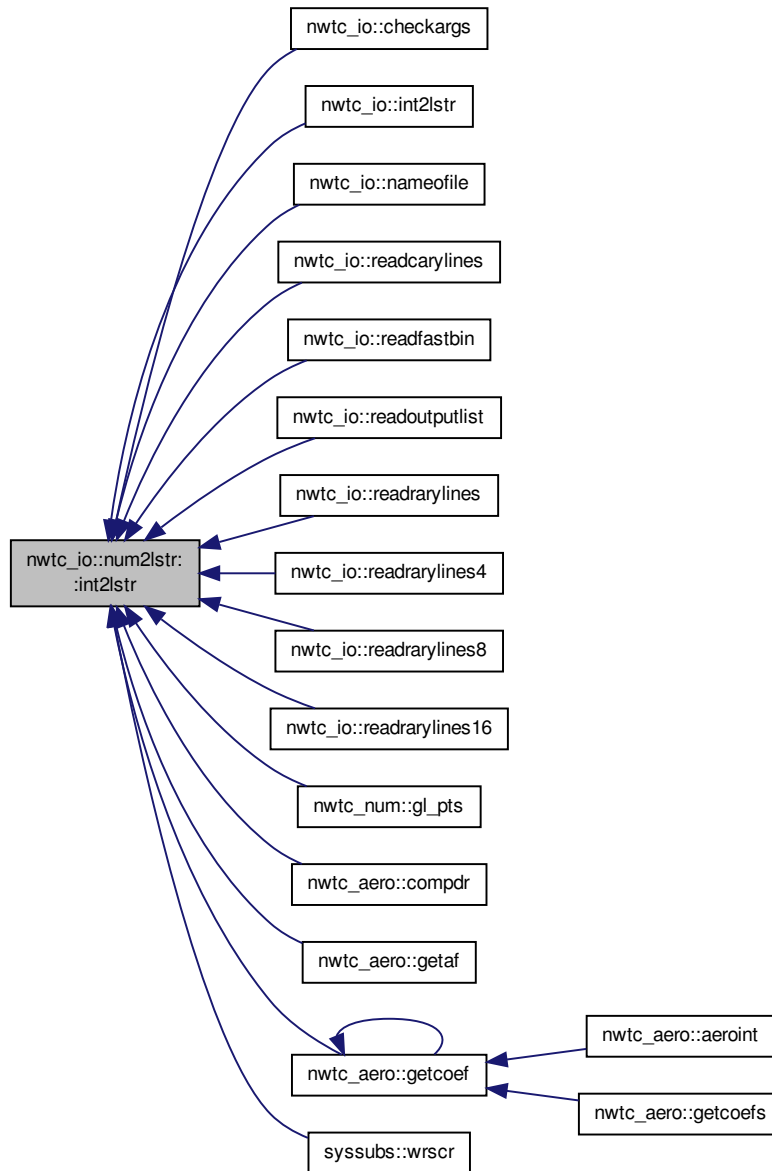 nwtc_io::checkargs
nwtc_io::int2lstr
nwtc_io::nameofile
nwtc_io::readcarylines
nwtc_io::readfastbin
nwtc_io::readoutputlist
nwtc_io::readrarylines
nwtc_io::num2lstr:
:int2lstr
nwtc_io::readrarylines4
nwtc_io::readrarylines8
nwtc_io::readrarylines16
nwtc_num::gl_pts
nwtc_aero::compdr
nwtc_aero::getaf
nwtc_aero::aeroint
nwtc_aero::getcoef
nwtc_aero::getcoefs
syssubs::wrscr